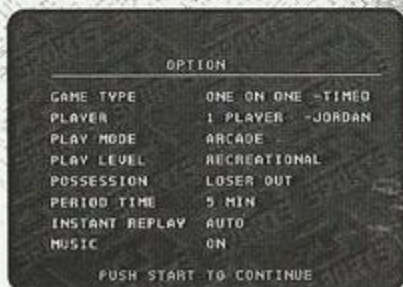 OPTION
GAME TYPE ONE ON ONE -TIMED
PLAYER 1 PLAYER -JORDAN
PLAY MODE ARCADE
PLAY LEVEL RECREATIONAL
POSSESSION LOSER OUT
PERIOD TIME 5 MIN
INSTANT REPLAY AUTO
MUSIC ON
PUSH START TO CONTINUE